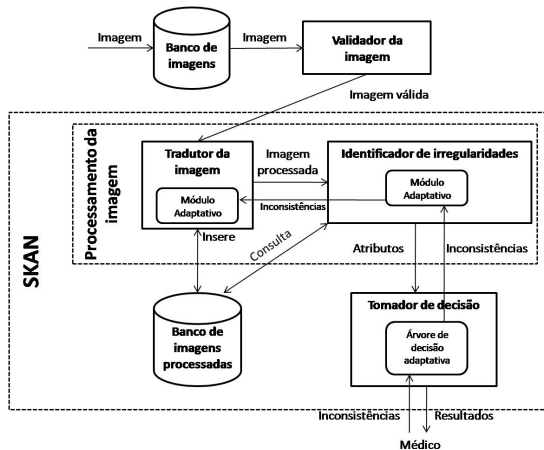 Imagem
Banco de
imagens
Imagem
Validador da
imagem
Imagem válida
SKAN
Processamento da
imagem
Tradutor da
imagem
Módulo
Adaptativo
Imagem
processada
Identificador de irregularidades
Módulo
Adaptativo
Inconsistências
Insere
Consulta
Atributos
Inconsistências
Banco de
imagens
processadas
Tomador de decisão
Árvore de
decisão
adaptativa
Inconsistências
Resultados
Médico